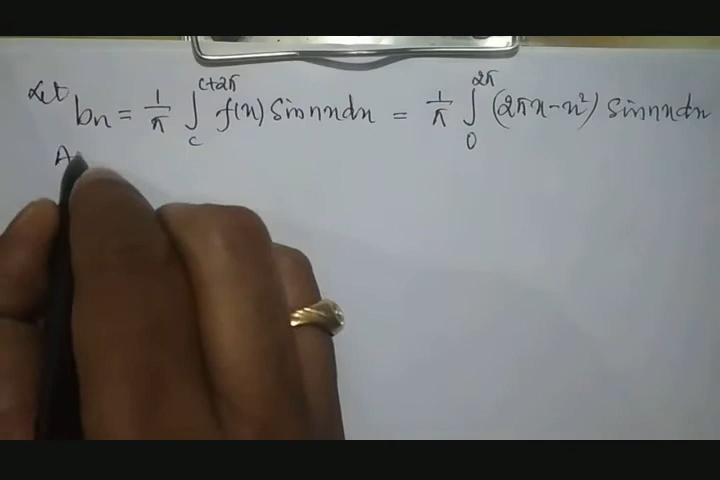 Let bn = 1/π ∫_c^{c+2π} f(x) sin nx dx = 1/π ∫_0^{2π} (2πx - x²) sin nx dx
A